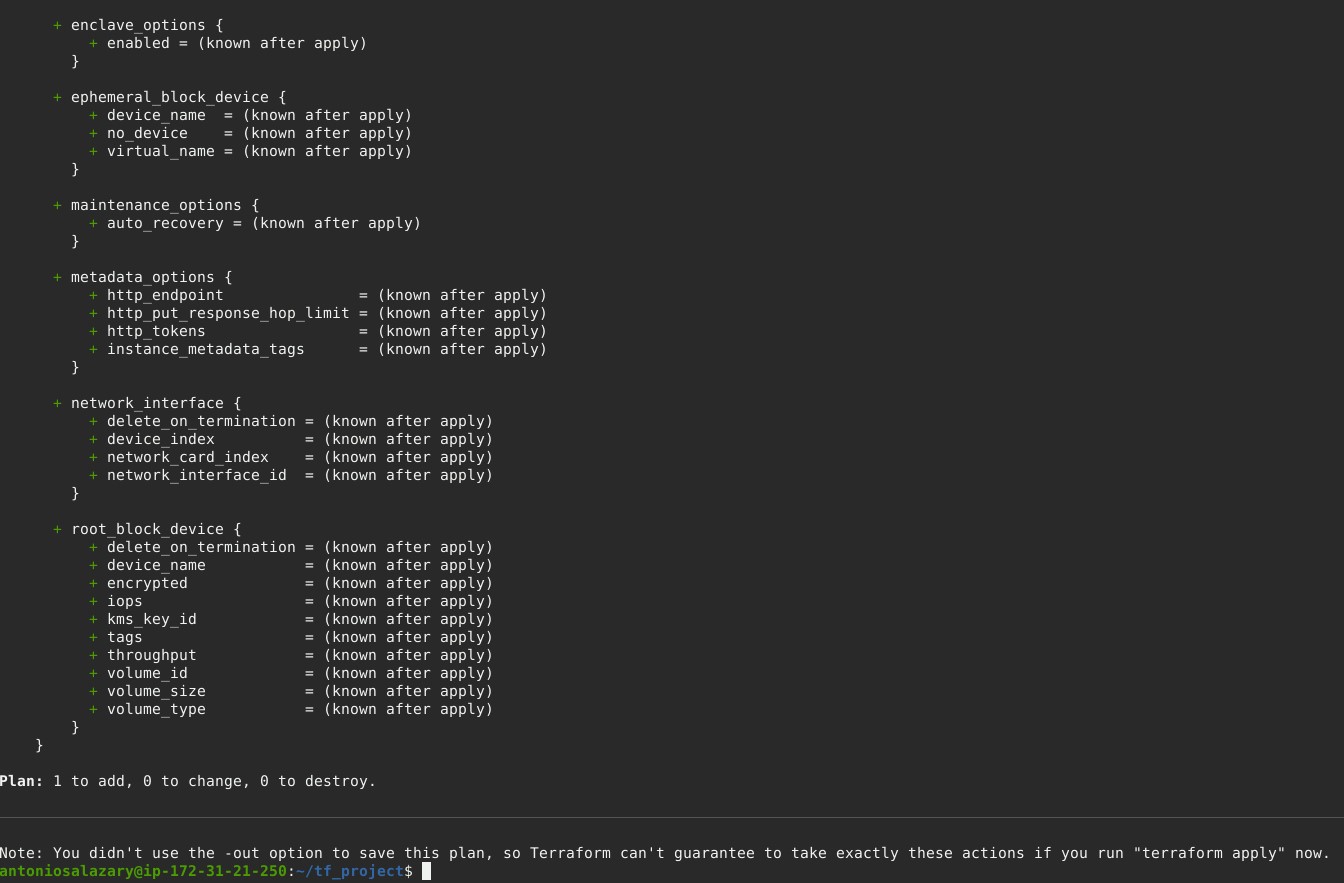 + enclave_options {
+ enabled = (known after apply)
}
+ ephemeral_block_device {
+ device_name  = (known after apply)
+ no_device    = (known after apply)
+ virtual_name = (known after apply)
}
+ maintenance_options {
+ auto_recovery = (known after apply)
}
+ metadata_options {
+ http_endpoint               = (known after apply)
+ http_put_response_hop_limit = (known after apply)
+ http_tokens                 = (known after apply)
+ instance_metadata_tags      = (known after apply)
}
+ network_interface {
+ delete_on_termination = (known after apply)
+ device_index          = (known after apply)
+ network_card_index    = (known after apply)
+ network_interface_id  = (known after apply)
}
+ root_block_device {
+ delete_on_termination = (known after apply)
+ device_name           = (known after apply)
+ encrypted             = (known after apply)
+ iops                  = (known after apply)
+ kms_key_id            = (known after apply)
+ tags                  = (known after apply)
+ throughput            = (known after apply)
+ volume_id             = (known after apply)
+ volume_size           = (known after apply)
+ volume_type           = (known after apply)
}
}
Plan: 1 to add, 0 to change, 0 to destroy.
Note: You didn't use the -out option to save this plan, so Terraform can't guarantee to take exactly these actions if you run "terraform apply" now.
antoniosalazary@ip-172-31-21-250:~/tf_project$